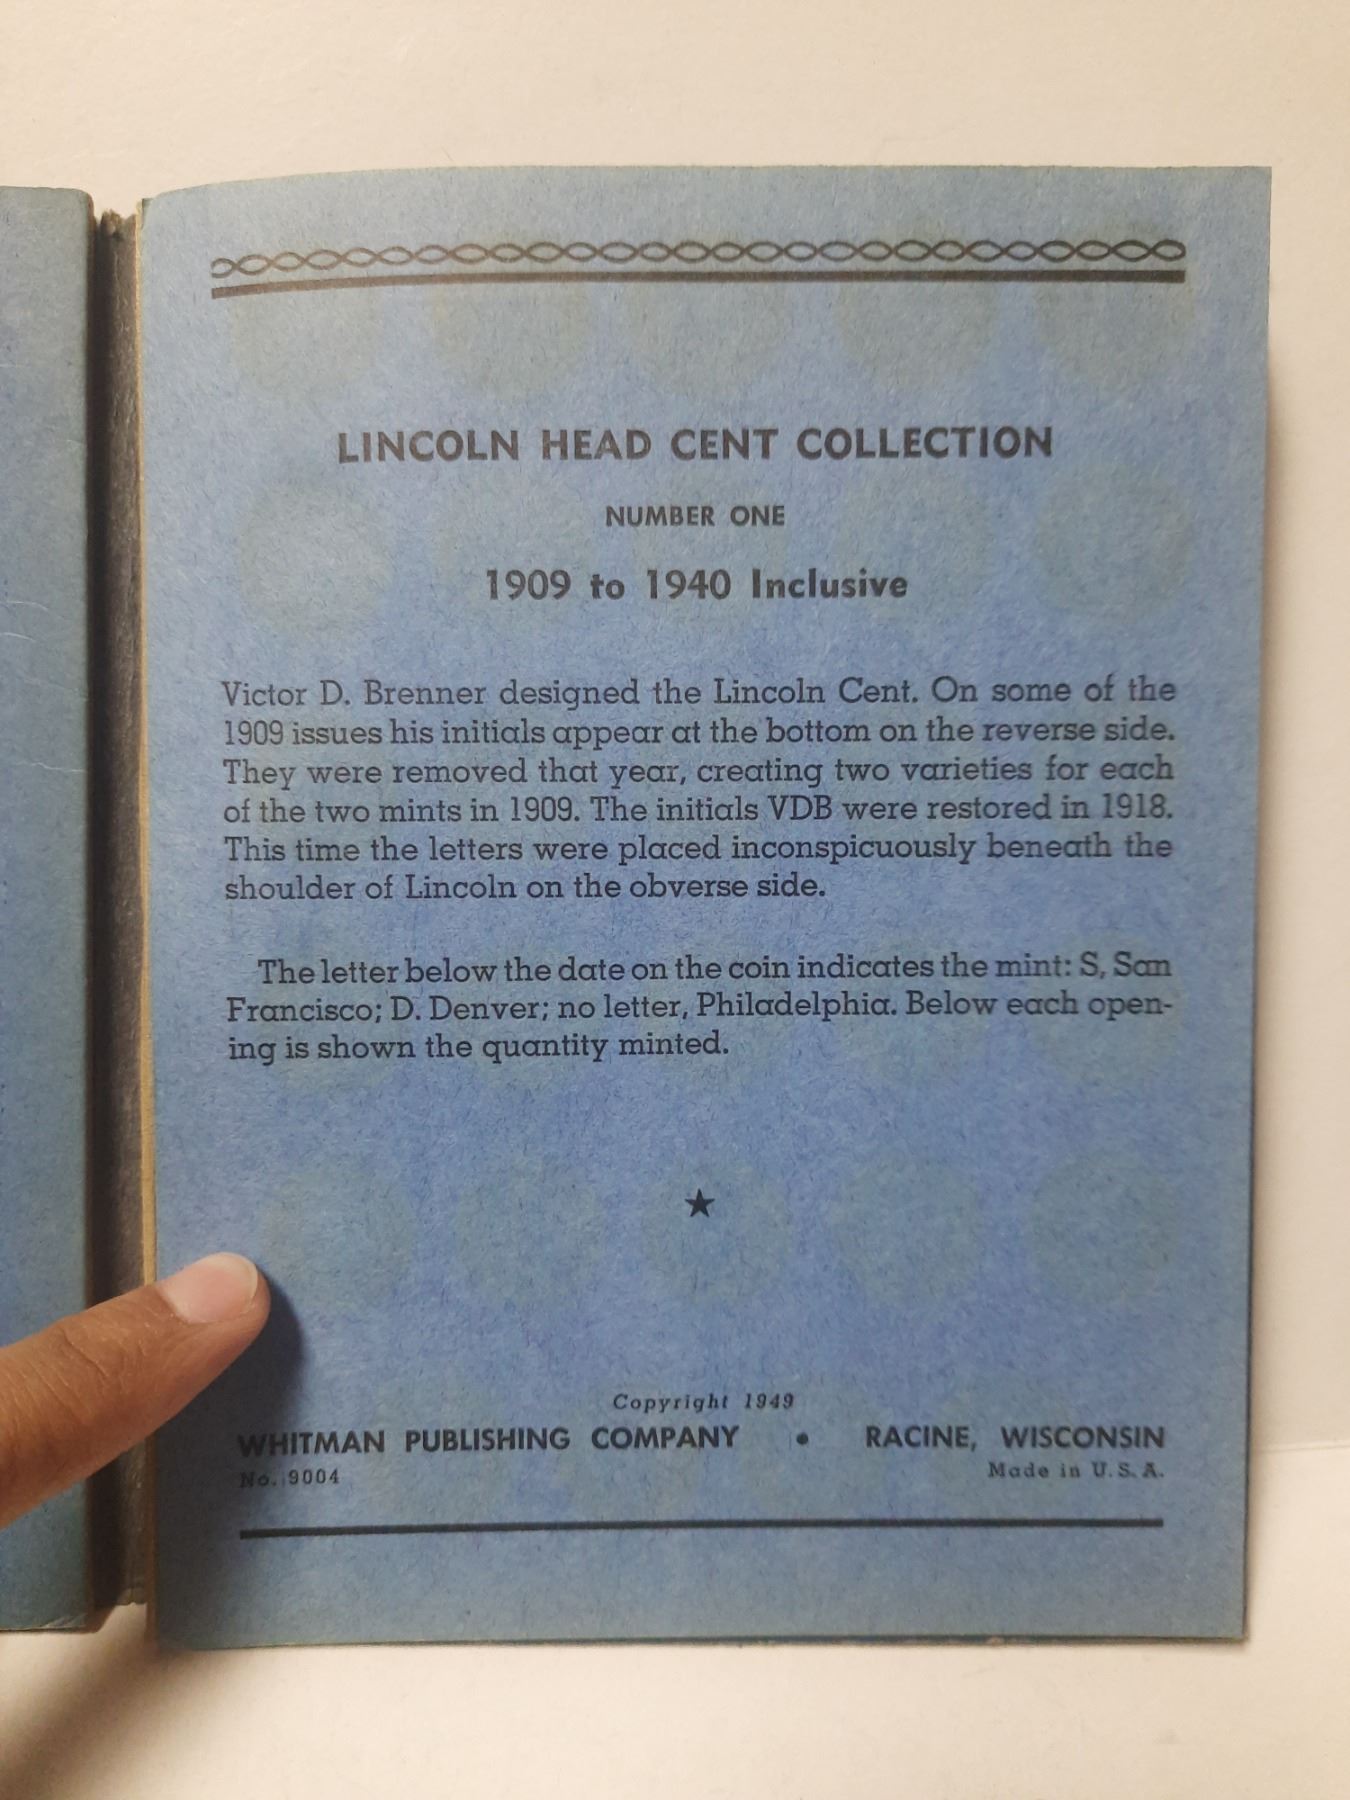 LINCOLN HEAD CENT COLLECTION
NUMBER ONE
1909 to 1940 Inclusive
Victor D. Brenner designed the Lincoln Cent. On some of the
1909 issues his initials appear at the bottom on the reverse side.
They were removed that year, creating two varieties for each
of the two mints in 1909. The initials VDB were restored in 1918.
This time the letters were placed inconspicuously beneath the
shoulder of Lincoln on the obverse side.
The letter below the date on the coin indicates the mint: S, San
Francisco; D. Denver; no letter, Philadelphia. Below each open-
ing is shown the quantity minted.
Copyright 1949
WHITMAN PUBLISHING COMPANY • RACINE, WISCONSIN
No. 9004 Made in U.S.A.